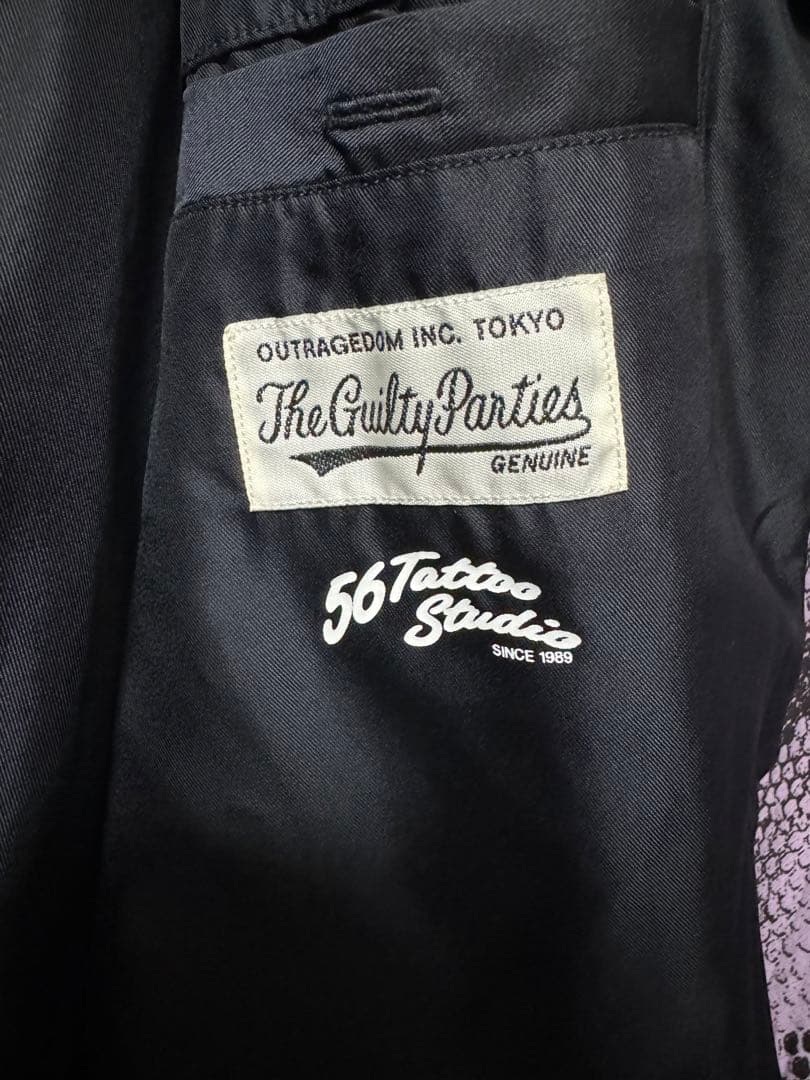 OUTRAGEDOM INC. TOKYO
The Guilty Parties
GENUINE
56 Tattoo
Studio
SINCE 1989